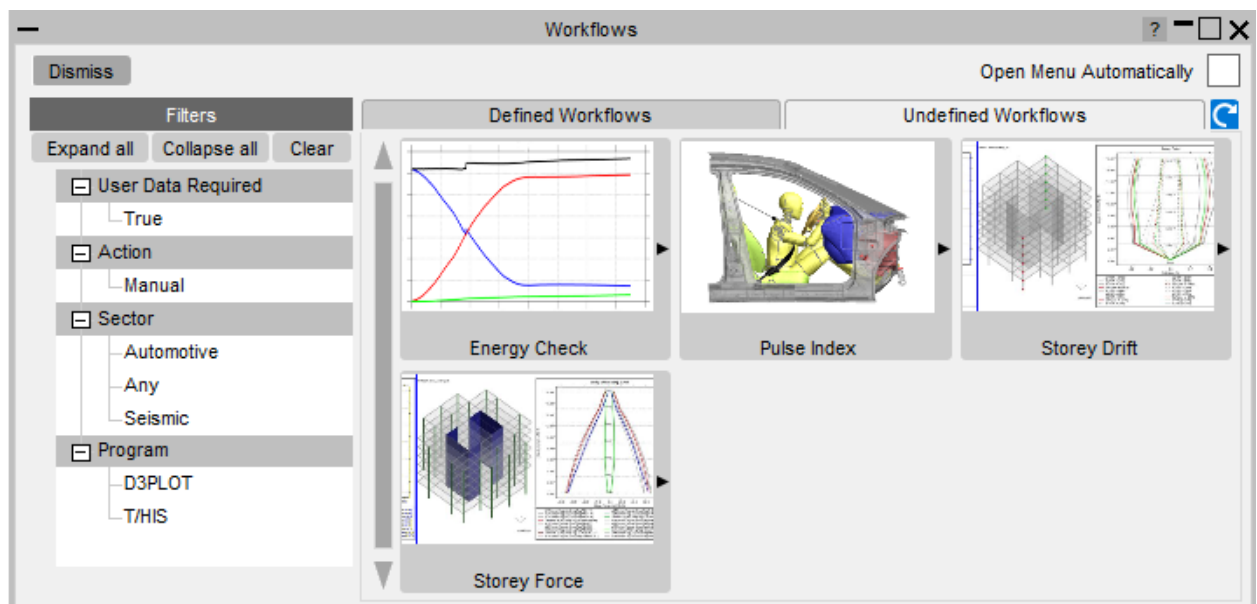 Workflows
?
Dismiss
Open Menu Automatically
Filters
Defined Workflows
Undefined Workflows
Expand all
Collapse all
Clear
User Data Required
True
Action
Manual
Sector
Automotive
Any
Seismic
Program
D3PLOT
T/HIS
Energy Check
Pulse Index
Storey Drift
Storey Force